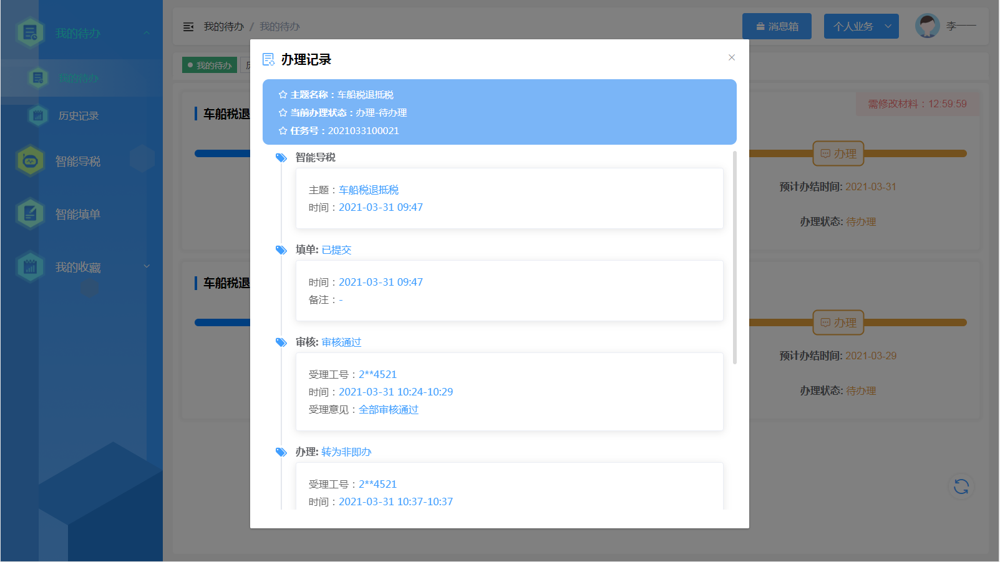 我的待办
我的待办
历史记录
智能导税
智能填单
我的收藏
我的待办 / 我的待办
消息箱
个人业务
李一一
我的待办
办理记录
主题名称：车船税退抵税
当前办理状态：办理-待办理
任务号：2021033100021
智能导税
主题：车船税退抵税
时间：2021-03-31 09:47
填单: 已提交
时间：2021-03-31 09:47
备注：-
审核: 审核通过
受理工号：2**4521
时间：2021-03-31 10:24-10:29
受理意见：全部审核通过
办理: 转为非即办
受理工号：2**4521
时间：2021-03-31 10:37-10:37
车船税退
需修改材料：12:59:59
办理
预计办结时间: 2021-03-31
办理状态: 待办理
车船税退
办理
预计办结时间: 2021-03-29
办理状态: 待办理